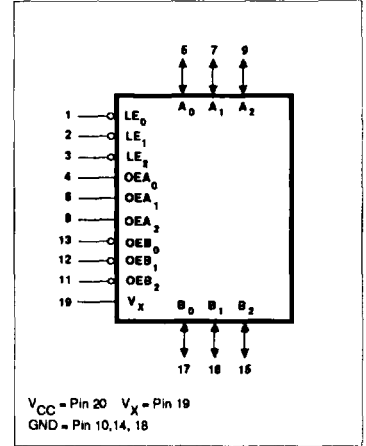 5 7 9
A0 A1 A2
1 LE0
2 LE1
3 LE2
4 OEA0
6 OEA1
8 OEA2
13 OEB0
12 OEB1
11 OEB2
19 VX B0 B1 B2
17 16 15
VCC = Pin 20 VX = Pin 19
GND = Pin 10,14, 18